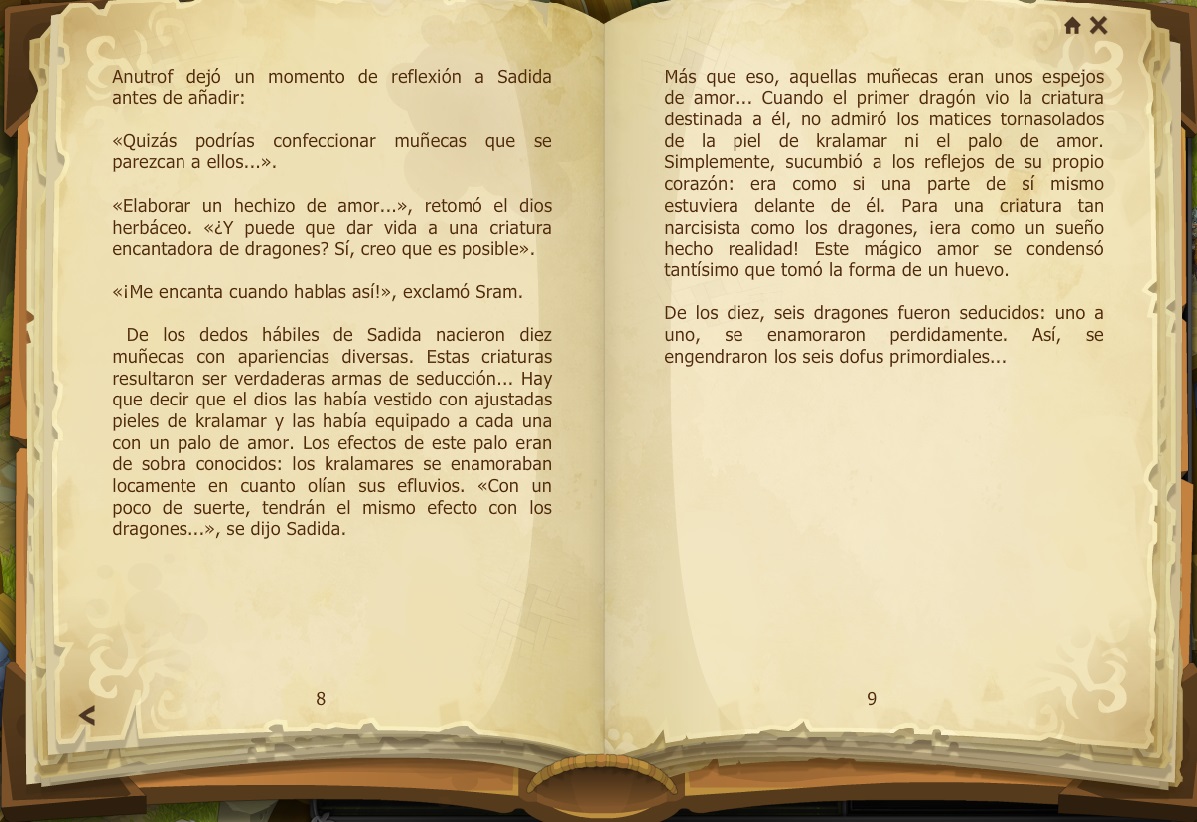 Anutrof dejó un momento de reflexión a Sadida
antes de añadir:
«Quizás podrías confeccionar muñecas que se
parezcan a ellos...».
«Elaborar un hechizo de amor...», retomó el dios
herbáceo. «¿Y puede que dar vida a una criatura
encantadora de dragones? Sí, creo que es posible».
«¡Me encanta cuando hablas así!», exclamó Sram.
De los dedos hábiles de Sadida nacieron diez
muñecas con apariencias diversas. Estas criaturas
resultaron ser verdaderas armas de seducción... Hay
que decir que el dios las había vestido con ajustadas
pieles de kralamar y las había equipado a cada una
con un palo de amor. Los efectos de este palo eran
de sobra conocidos: los kralamares se enamoraban
locamente en cuanto olían sus efluvios. «Con un
poco de suerte, tendrán el mismo efecto con los
dragones...», se dijo Sadida.
8
Más que eso, aquellas muñecas eran unos espejos
de amor... Cuando el primer dragón vio la criatura
destinada a él, no admiró los matices tornasolados
de la piel de kralamar ni el palo de amor.
Simplemente, sucumbió a los reflejos de su propio
corazón: era como si una parte de sí mismo
estuviera delante de él. Para una criatura tan
narcisista como los dragones, ¡era como un sueño
hecho realidad! Este mágico amor se condensó
tantísimo que tomó la forma de un huevo.
De los diez, seis dragones fueron seducidos: uno a
uno, se enamoraron perdidamente. Así, se
engendraron los seis dofus primordiales...
9